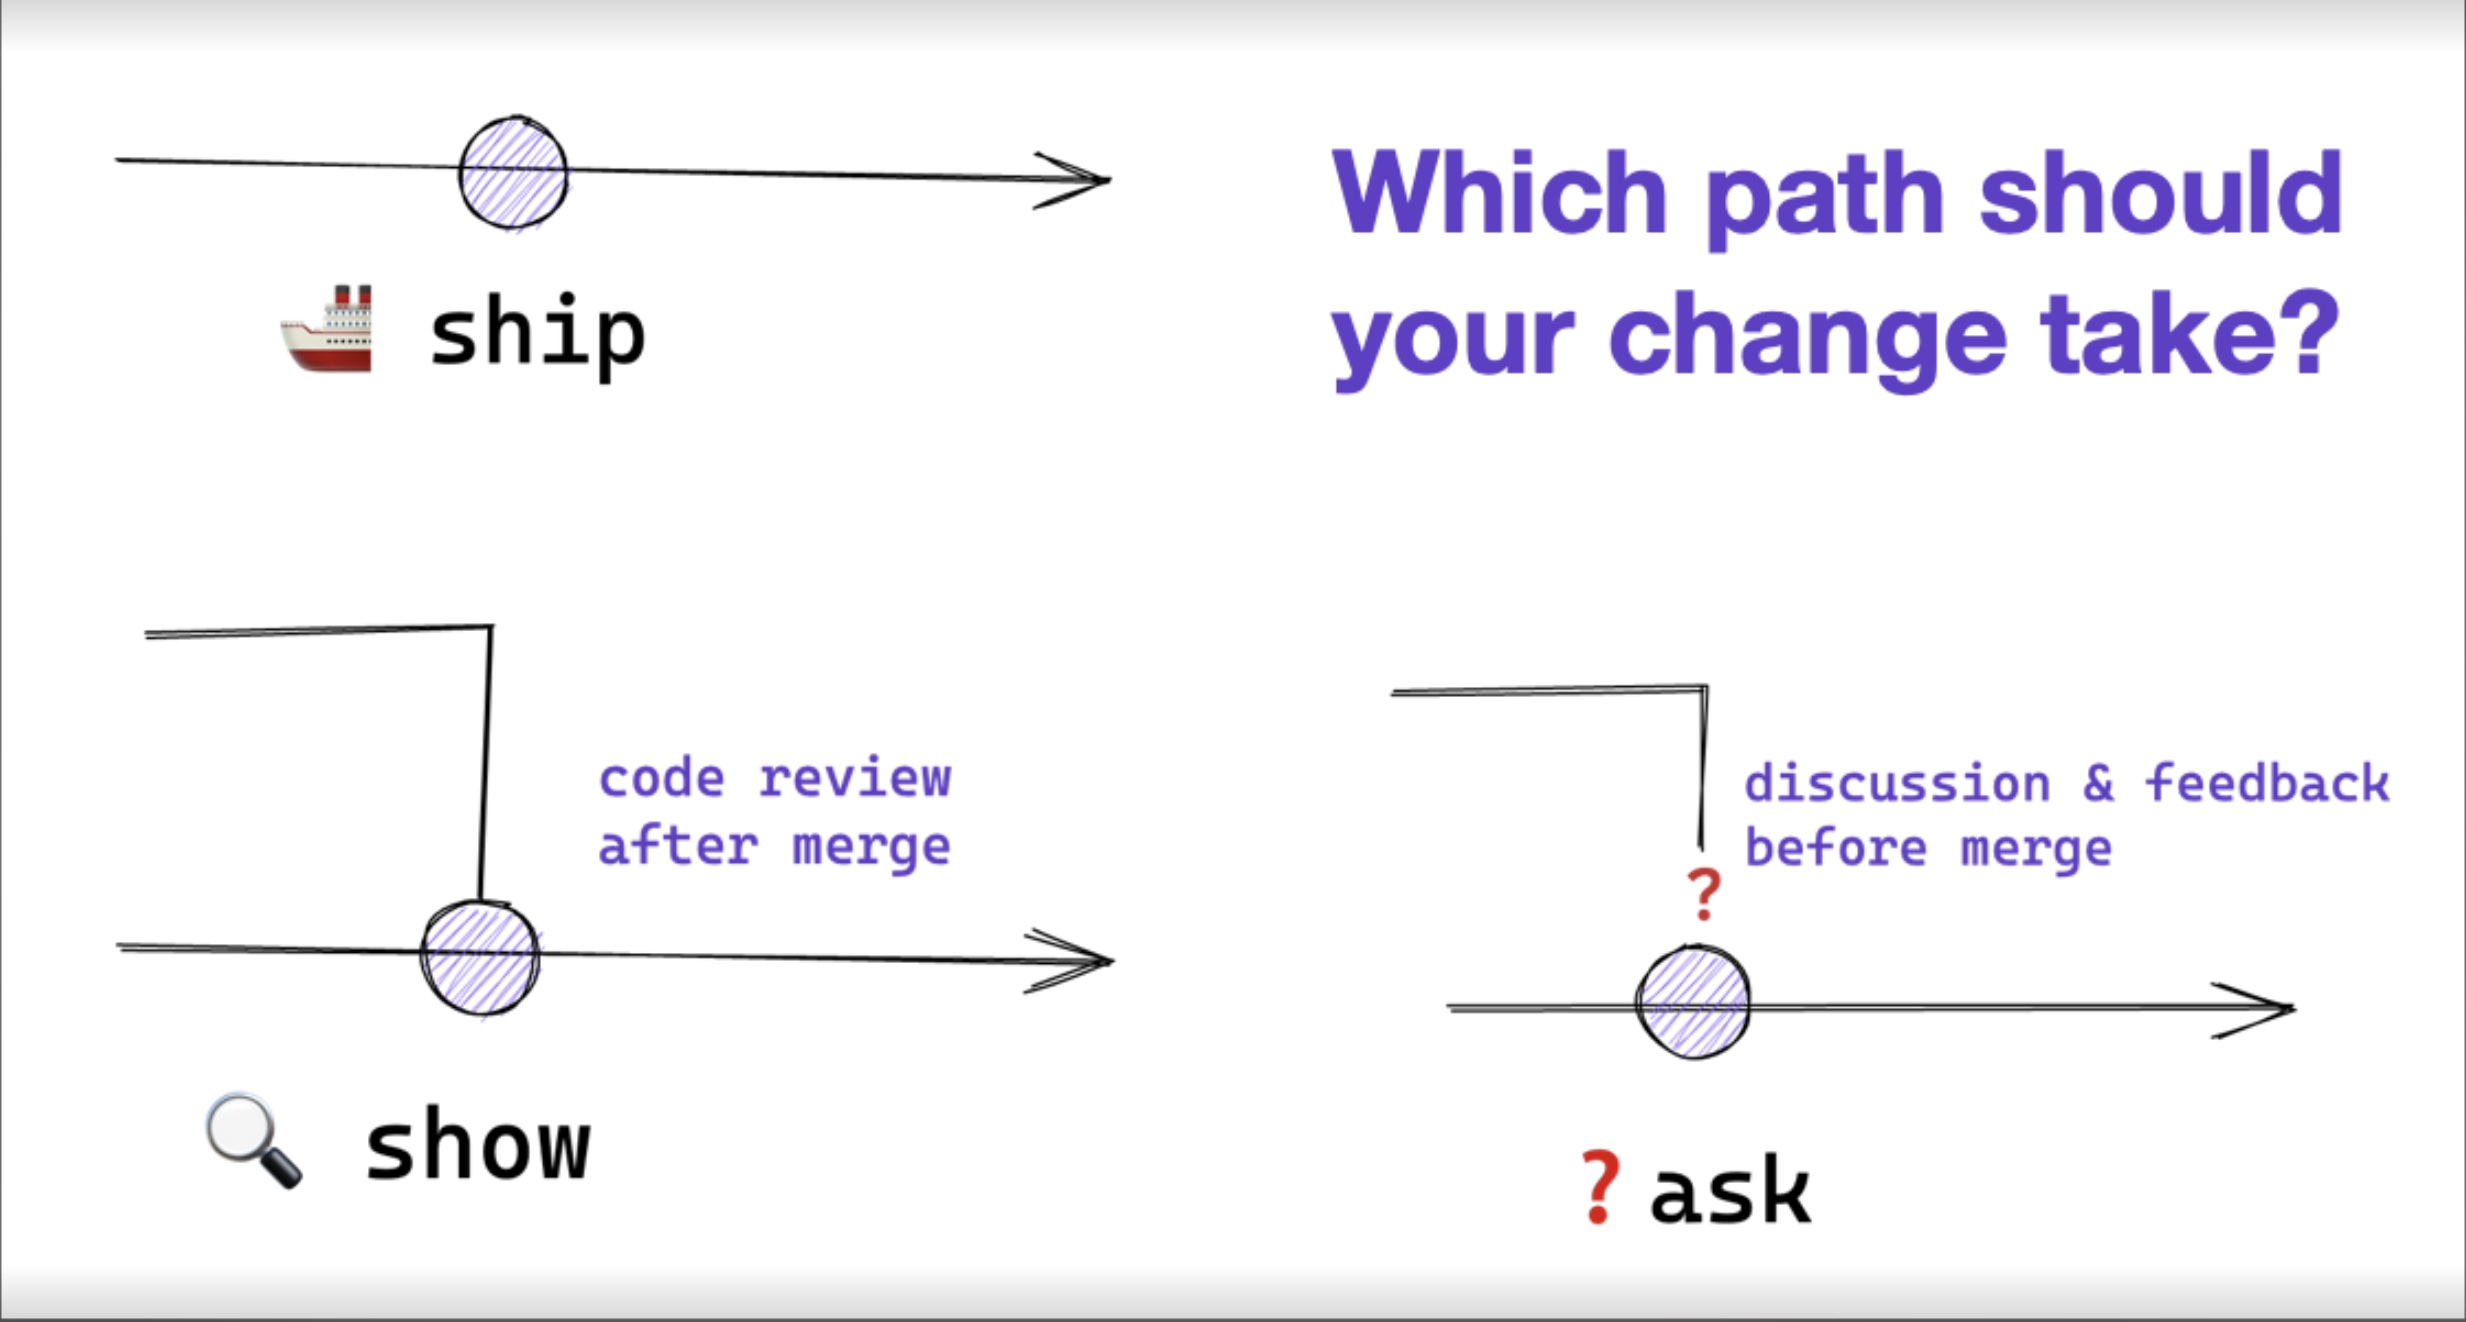 ship
Which path should
your change take?
code review
after merge
show
discussion & feedback
before merge
?
? ask